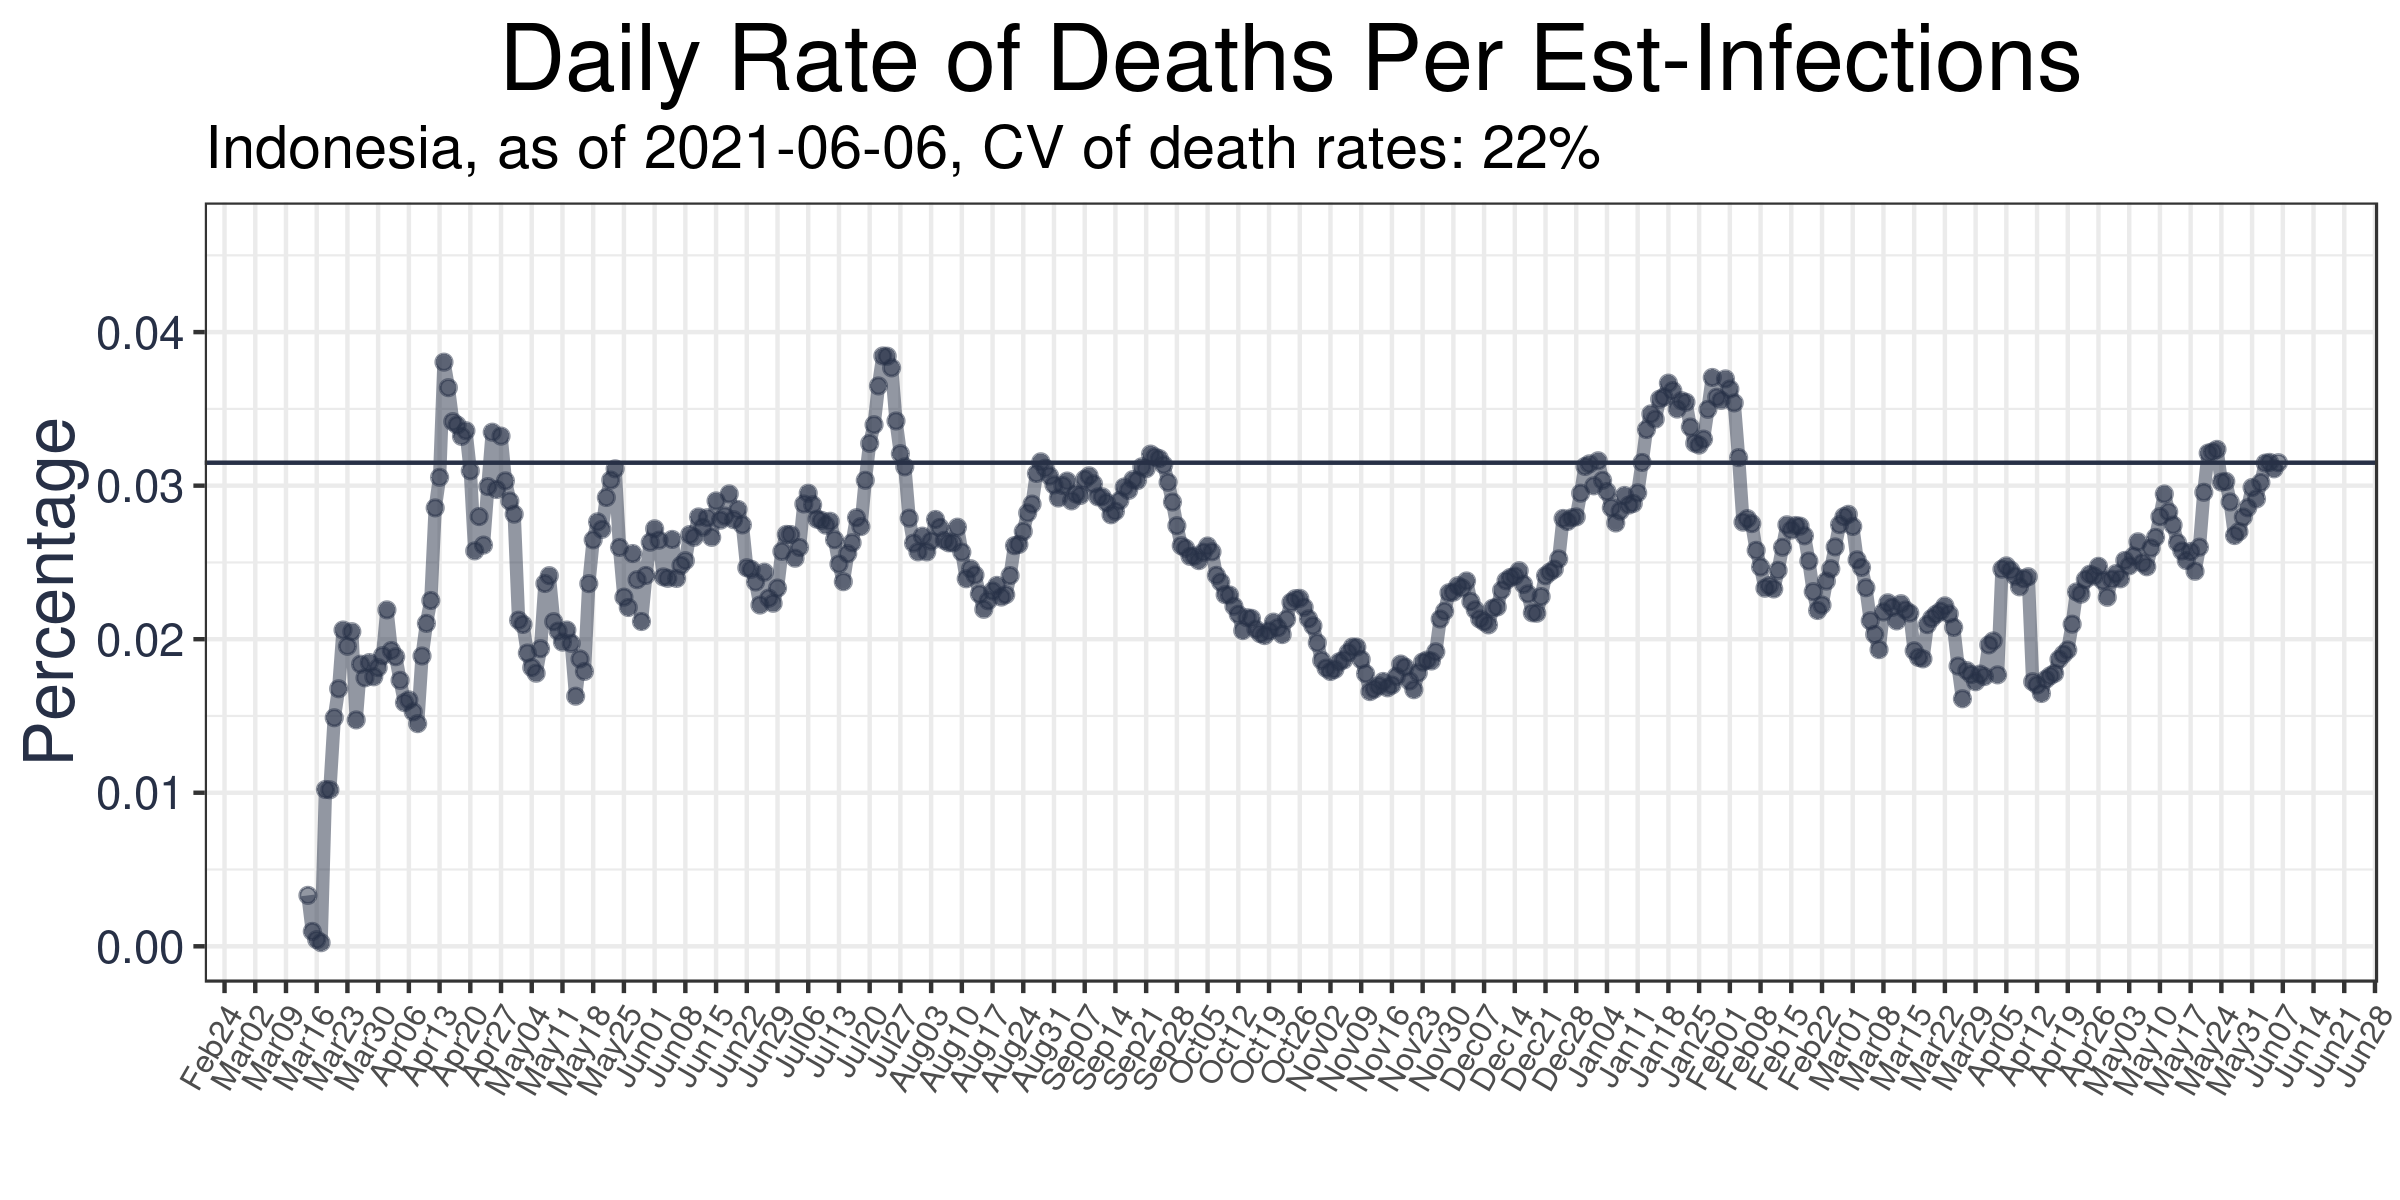 Daily Rate of Deaths Per Est-Infections
Indonesia, as of 2021-06-06, CV of death rates: 22%
Percentage
0.04
0.03
0.02
0.01
0.00
Feb24
Mar02
Mar09
Mar16
Mar23
Mar30
Apr06
Apr13
Apr20
Apr27
May04
May11
May18
May25
Jun01
Jun08
Jun15
Jun22
Jun29
Jul06
Jul13
Jul20
Jul27
Aug03
Aug10
Aug17
Aug24
Aug31
Sep07
Sep14
Sep21
Sep28
Oct05
Oct12
Oct19
Oct26
Nov02
Nov09
Nov16
Nov23
Nov30
Dec07
Dec14
Dec21
Dec28
Jan04
Jan11
Jan18
Jan25
Feb01
Feb08
Feb15
Feb22
Mar01
Mar08
Mar15
Mar22
Mar29
Apr05
Apr12
Apr19
Apr26
May03
May10
May17
May24
May31
Jun07
Jun14
Jun21
Jun28